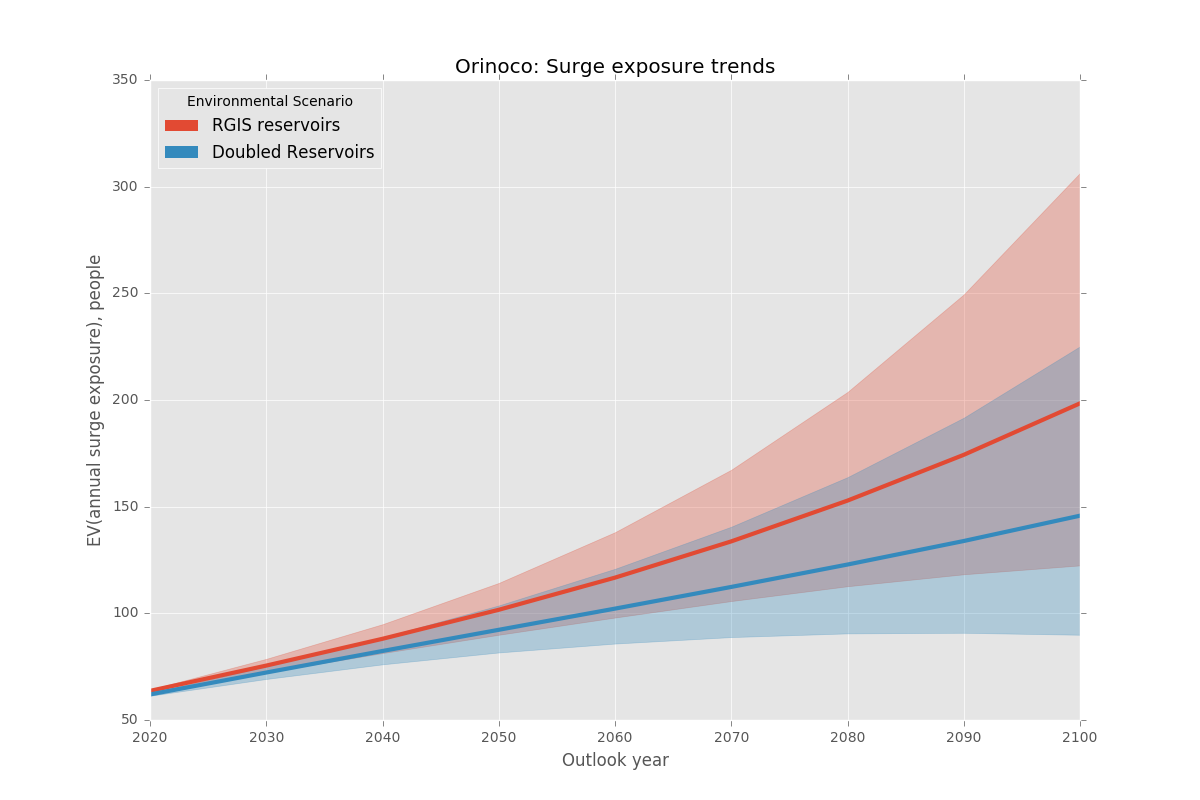 Orinoco: Surge exposure trends
350
300
250
200
150
100
50
EV(annual surge exposure), people
Environmental Scenario
RGIS reservoirs
Doubled Reservoirs
2020 2030 2040 2050 2060 2070 2080 2090 2100
Outlook year